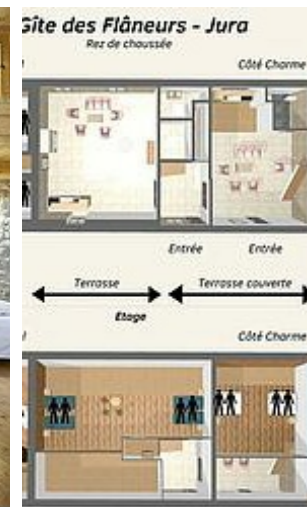 Gîte des Flâneurs - Jura
Rez de chaussée
Côté Charme
Entrée
Entrée
Terrasse
Terrasse couverte
Etage
Côté Charme